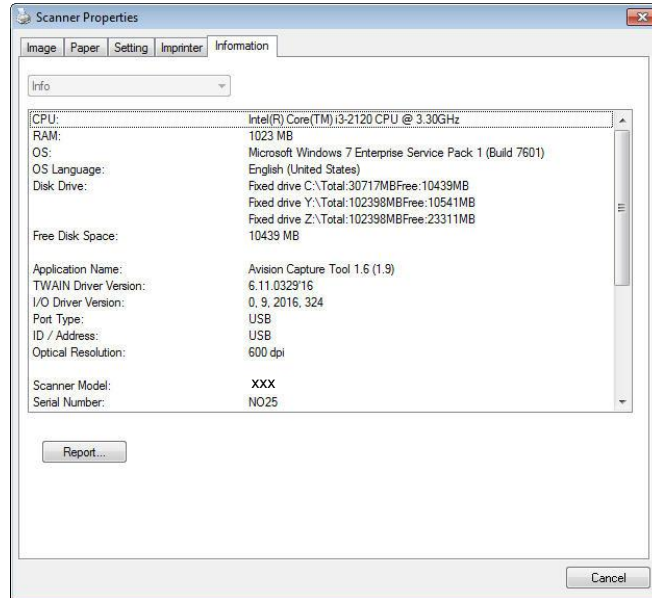 Scanner Properties
Image Paper Setting Imprinter Information
Info
CPU: Intel(R) Core(TM) i3-2120 CPU @ 3.30GHz
RAM: 1023 MB
OS: Microsoft Windows 7 Enterprise Service Pack 1 (Build 7601)
OS Language: English (United States)
Disk Drive: Fixed drive C:\Total:30717MBFree:10439MB
Fixed drive Y:\Total:102398MBFree:10541MB
Fixed drive Z:\Total:102398MBFree:23311MB
Free Disk Space: 10439 MB
Application Name: Avision Capture Tool 1.6 (1.9)
TWAIN Driver Version: 6.11.0329'16
I/O Driver Version: 0, 9, 2016, 324
Port Type: USB
ID / Address: USB
Optical Resolution: 600 dpi
Scanner Model: XXX
Serial Number: NO25
Report...
Cancel